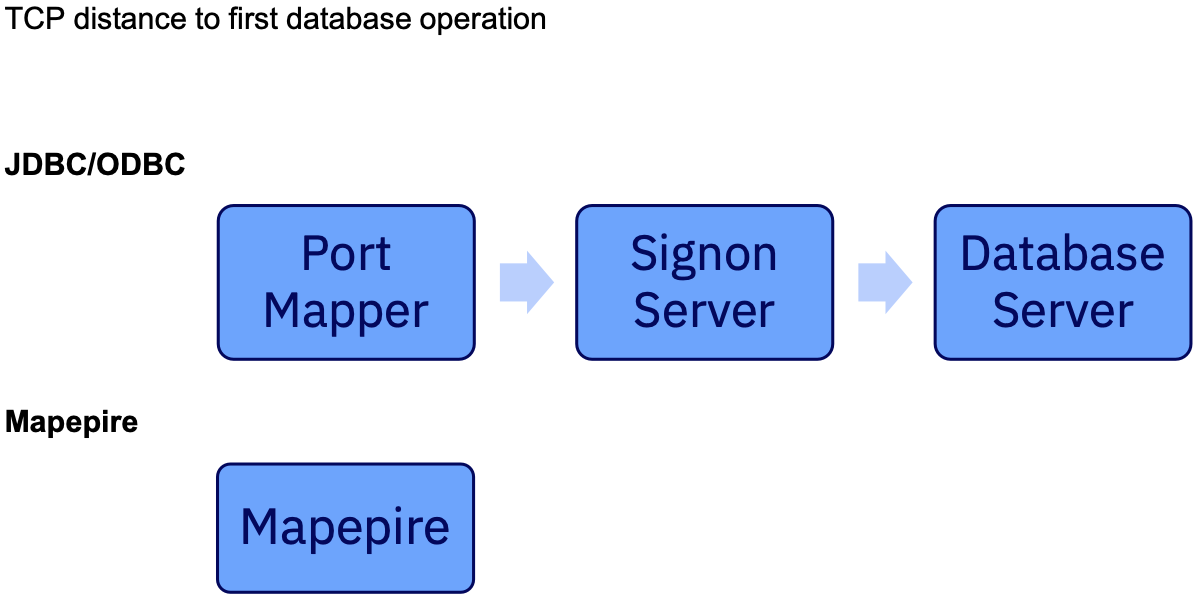 TCP distance to first database operation
JDBC/ODBC
Port
Mapper
Signon
Server
Database
Server
Mapepire
Mapepire